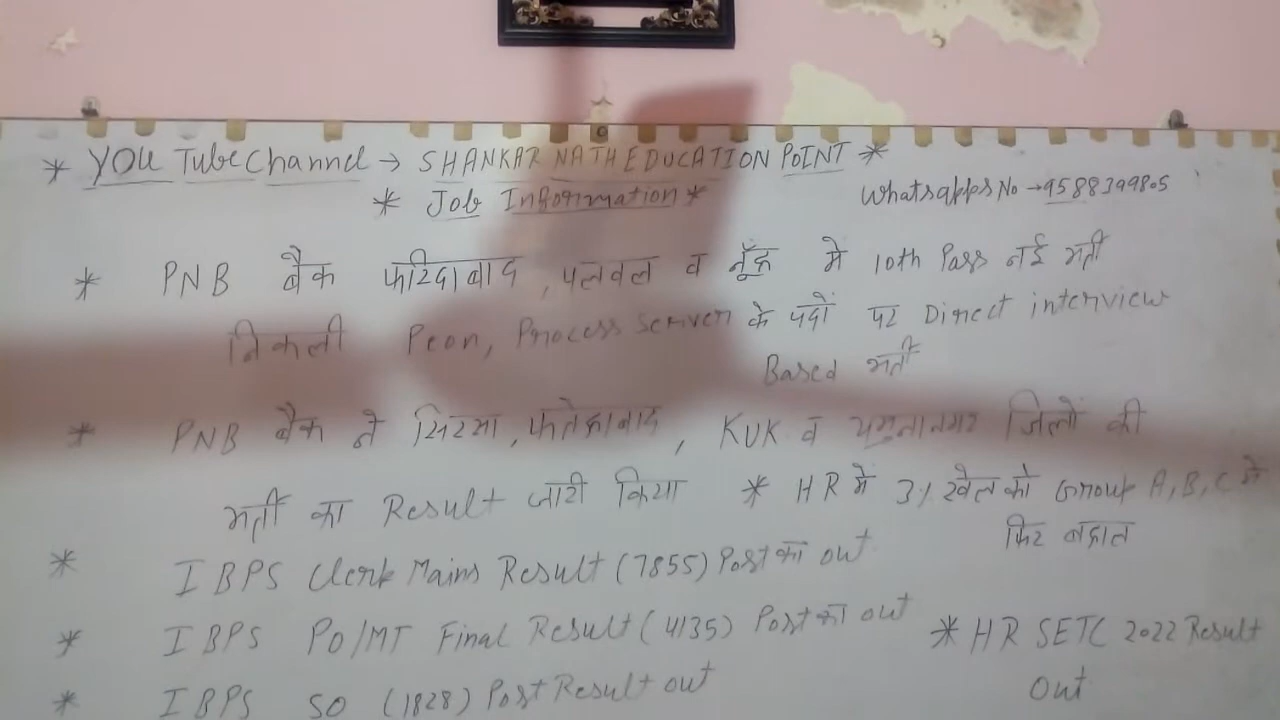 * YOU Tube Channel → SHANKAR NATH EDUCATION POINT *
* Job Information *
Whatsapps No → 9588399805
* PNB बैंक फरिदाबाद, पलवल व नूँह मे 10th Pass नई भर्ती
निकली Peon, Process Server के पदों पर Direct interview
Based भर्ती
* PNB बैंक ने सिरसा, फतेहाबाद, KUK व यमुनानगर जिलों की
भर्ती का Result जारी किया
* HR मे 3% खेल को Group A, B, C मे
फिर बहाल
* IBPS Clerk Mains Result (7855) Post का out
* IBPS PO/MT Final Result (4135) Post का out
* HR SETC 2022 Result
Out
* IBPS SO (1828) Post Result out